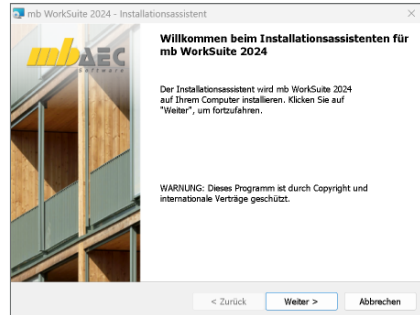 mb WorkSuite 2024 - Installationsassistent
mbAEC
Software
Willkommen beim Installationsassistenten für
mb WorkSuite 2024
Der Installationsassistent wird mb WorkSuite 2024
auf Ihrem Computer installieren. Klicken Sie auf
"Weiter", um fortzufahren.
WARNUNG: Dieses Programm ist durch Copyright und
internationale Verträge geschützt.
< Zurück Weiter > Abbrechen